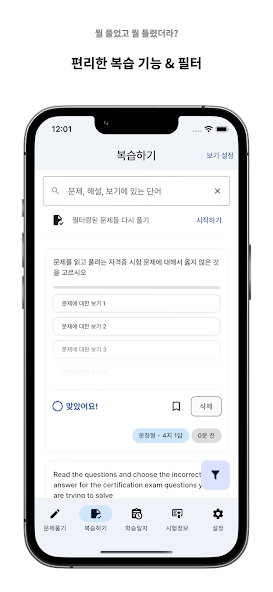 뭘 풀었고 뭘 틀렸더라?
편리한 복습 기능 & 필터
12:01
복습하기
보기 설정
문제, 해설, 보기에 있는 단어
필터링된 문제들 다시 풀기
시작하기
문제를 읽고 풀려는 자격증 시험 문제에 대해서 옳지 않은 것
을 고르시오
문제에 대한 보기 1
문제에 대한 보기 2
문제에 대한 보기 3
맞았어요!
삭제
문장형 - 4지 1답
0분 전
Read the questions and choose the incorrect
answer for the certification exam questions y
are trying to solve
문제풀기
복습하기
학습일지
시험정보
설정